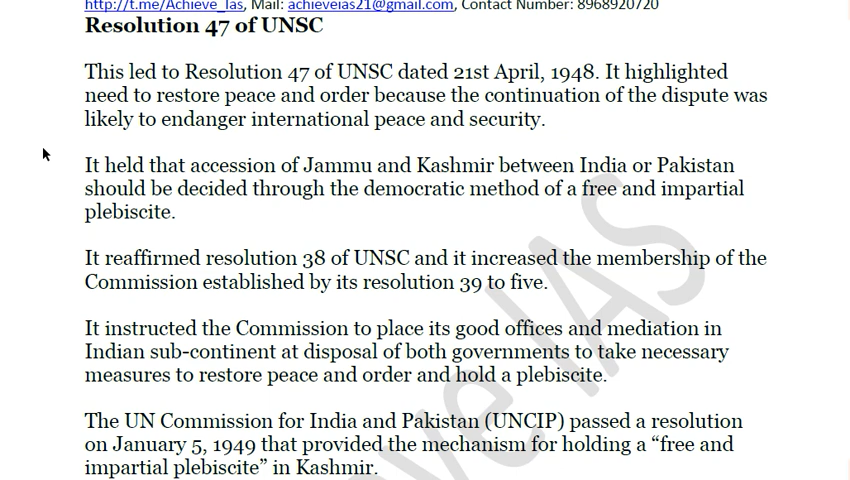 http://t.me/Achieve_Ias, Mail: achieveias21@gmail.com, Contact Number: 8968920720
Resolution 47 of UNSC
This led to Resolution 47 of UNSC dated 21st April, 1948. It highlighted
need to restore peace and order because the continuation of the dispute was
likely to endanger international peace and security.
It held that accession of Jammu and Kashmir between India or Pakistan
should be decided through the democratic method of a free and impartial
plebiscite.
It reaffirmed resolution 38 of UNSC and it increased the membership of the
Commission established by its resolution 39 to five.
It instructed the Commission to place its good offices and mediation in
Indian sub-continent at disposal of both governments to take necessary
measures to restore peace and order and hold a plebiscite.
The UN Commission for India and Pakistan (UNCIP) passed a resolution
on January 5, 1949 that provided the mechanism for holding a “free and
impartial plebiscite” in Kashmir.
ve IAS